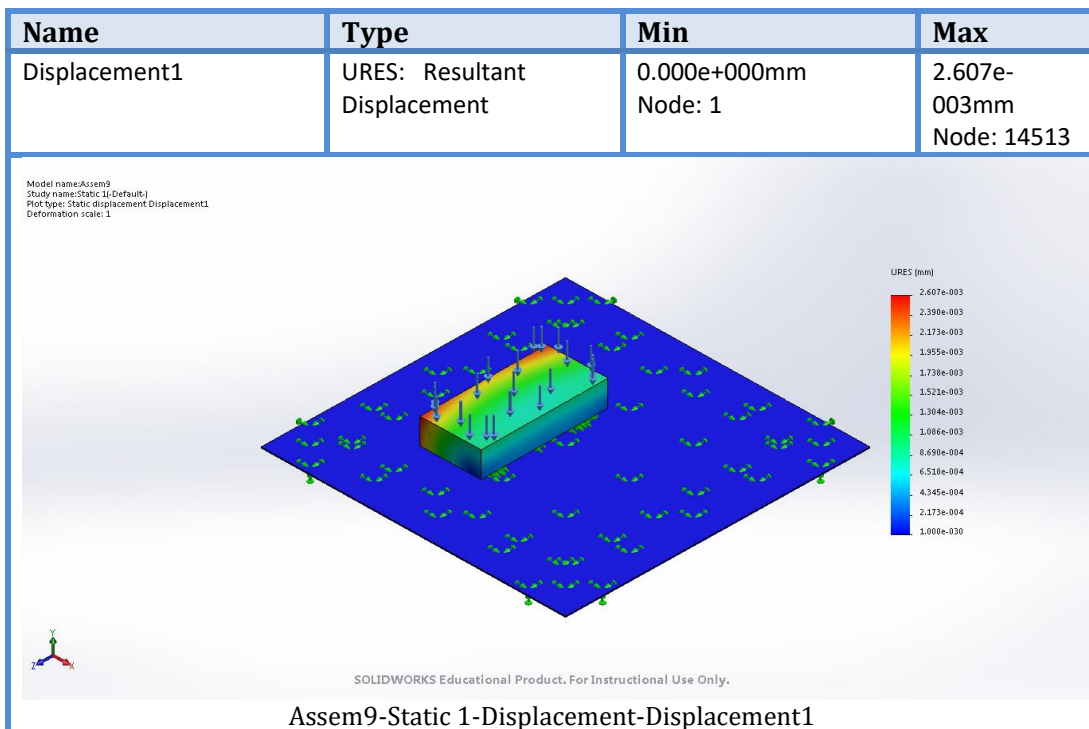 Name Type Min Max
Displacement1 URES: Resultant 0.000e+000mm 2.607e-
Displacement Node: 1 003mm
Node: 14513
Model name:Assem9
Study name:Static 1(-Default-)
Plot type: Static displacement Displacement1
Deformation scale: 1
URES (mm)
2.607e-003
2.390e-003
2.173e-003
1.955e-003
1.738e-003
1.521e-003
1.304e-003
1.086e-003
8.690e-004
6.518e-004
4.345e-004
2.173e-004
1.000e-030
Y
Z X
SOLIDWORKS Educational Product. For Instructional Use Only.
Assem9-Static 1-Displacement-Displacement1